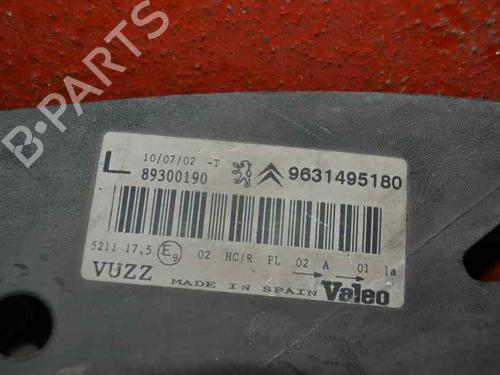 L 10/07/02 -T
89300190 9631495180
5211 17,5 E9 02 HC/R PL 02 A 01 1a
VUZZ MADE IN SPAIN Valeo
B-PARTS